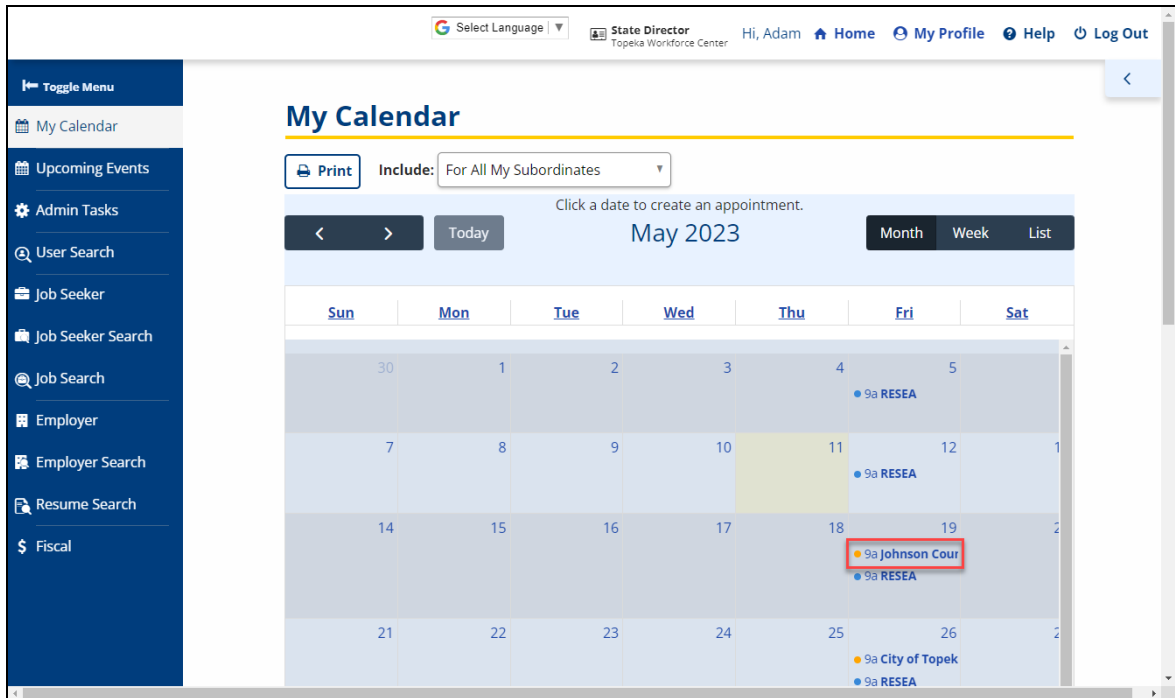 Select Language
State Director
Topeka Workforce Center
Hi, Adam
Home
My Profile
Help
Log Out
Toggle Menu
My Calendar
Upcoming Events
Admin Tasks
User Search
Job Seeker
Job Seeker Search
Job Search
Employer
Employer Search
Resume Search
$ Fiscal
My Calendar
Print
Include: For All My Subordinates
Click a date to create an appointment.
< > Today May 2023 Month Week List
Sun Mon Tue Wed Thu Fri Sat
30 1 2 3 4 5
9a RESEA
7 8 9 10 11 12 1
9a RESEA
14 15 16 17 18 19 2
9a Johnson Cour
9a RESEA
21 22 23 24 25 26 2
9a City of Topek
9a RESEA